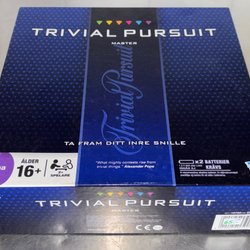 TRIVIAL PURSUIT
MASTER
Trivial Pursuit
TA FRAM DITT INRE SNILLE
ÅLDER
16+
2+
SPELARE
"What mighty contests rise from
trivial things." Alexander Pope
x2 BATTERIER
KRÄVS
TRIVIAL PURSUIT
MASTER